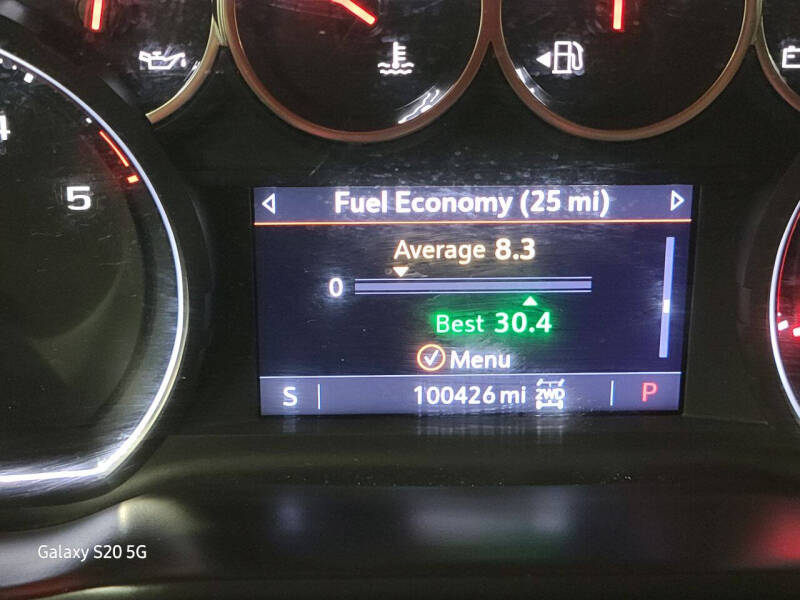 4
5
Fuel Economy (25 mi)
Average 8.3
0
Best 30.4
Menu
S 100426 mi 2WD P
Galaxy S20 5G